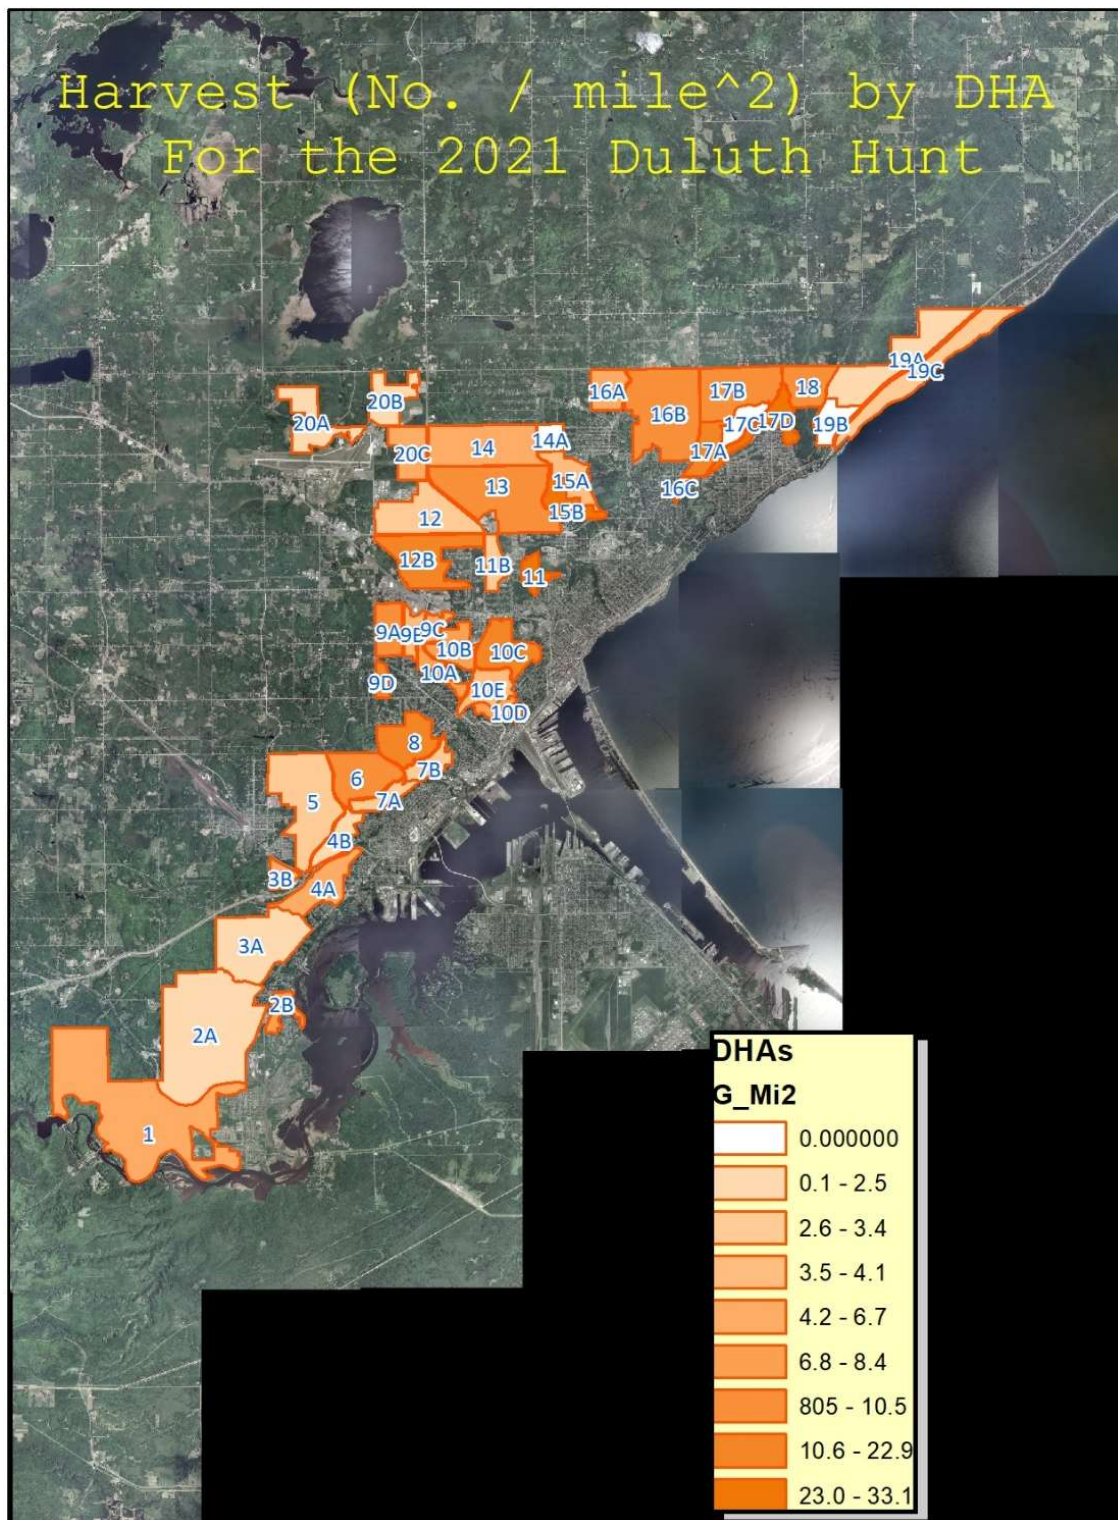 Harvest (No. / mile^2) by DHA
For the 2021 Duluth Hunt
19A
19C
20B
16A
17B
18
20A
16B
17C
17D
19B
14
14A
20C
17A
13
15A
16C
12
15B
12B
11B
11
9A
9C
10B
10C
10A
9D
10E
10D
8
7B
6
5
7A
4B
3B
4A
3A
2B
2A
1
DHAs
G_Mi2
0.000000
0.1 - 2.5
2.6 - 3.4
3.5 - 4.1
4.2 - 6.7
6.8 - 8.4
805 - 10.5
10.6 - 22.9
23.0 - 33.1